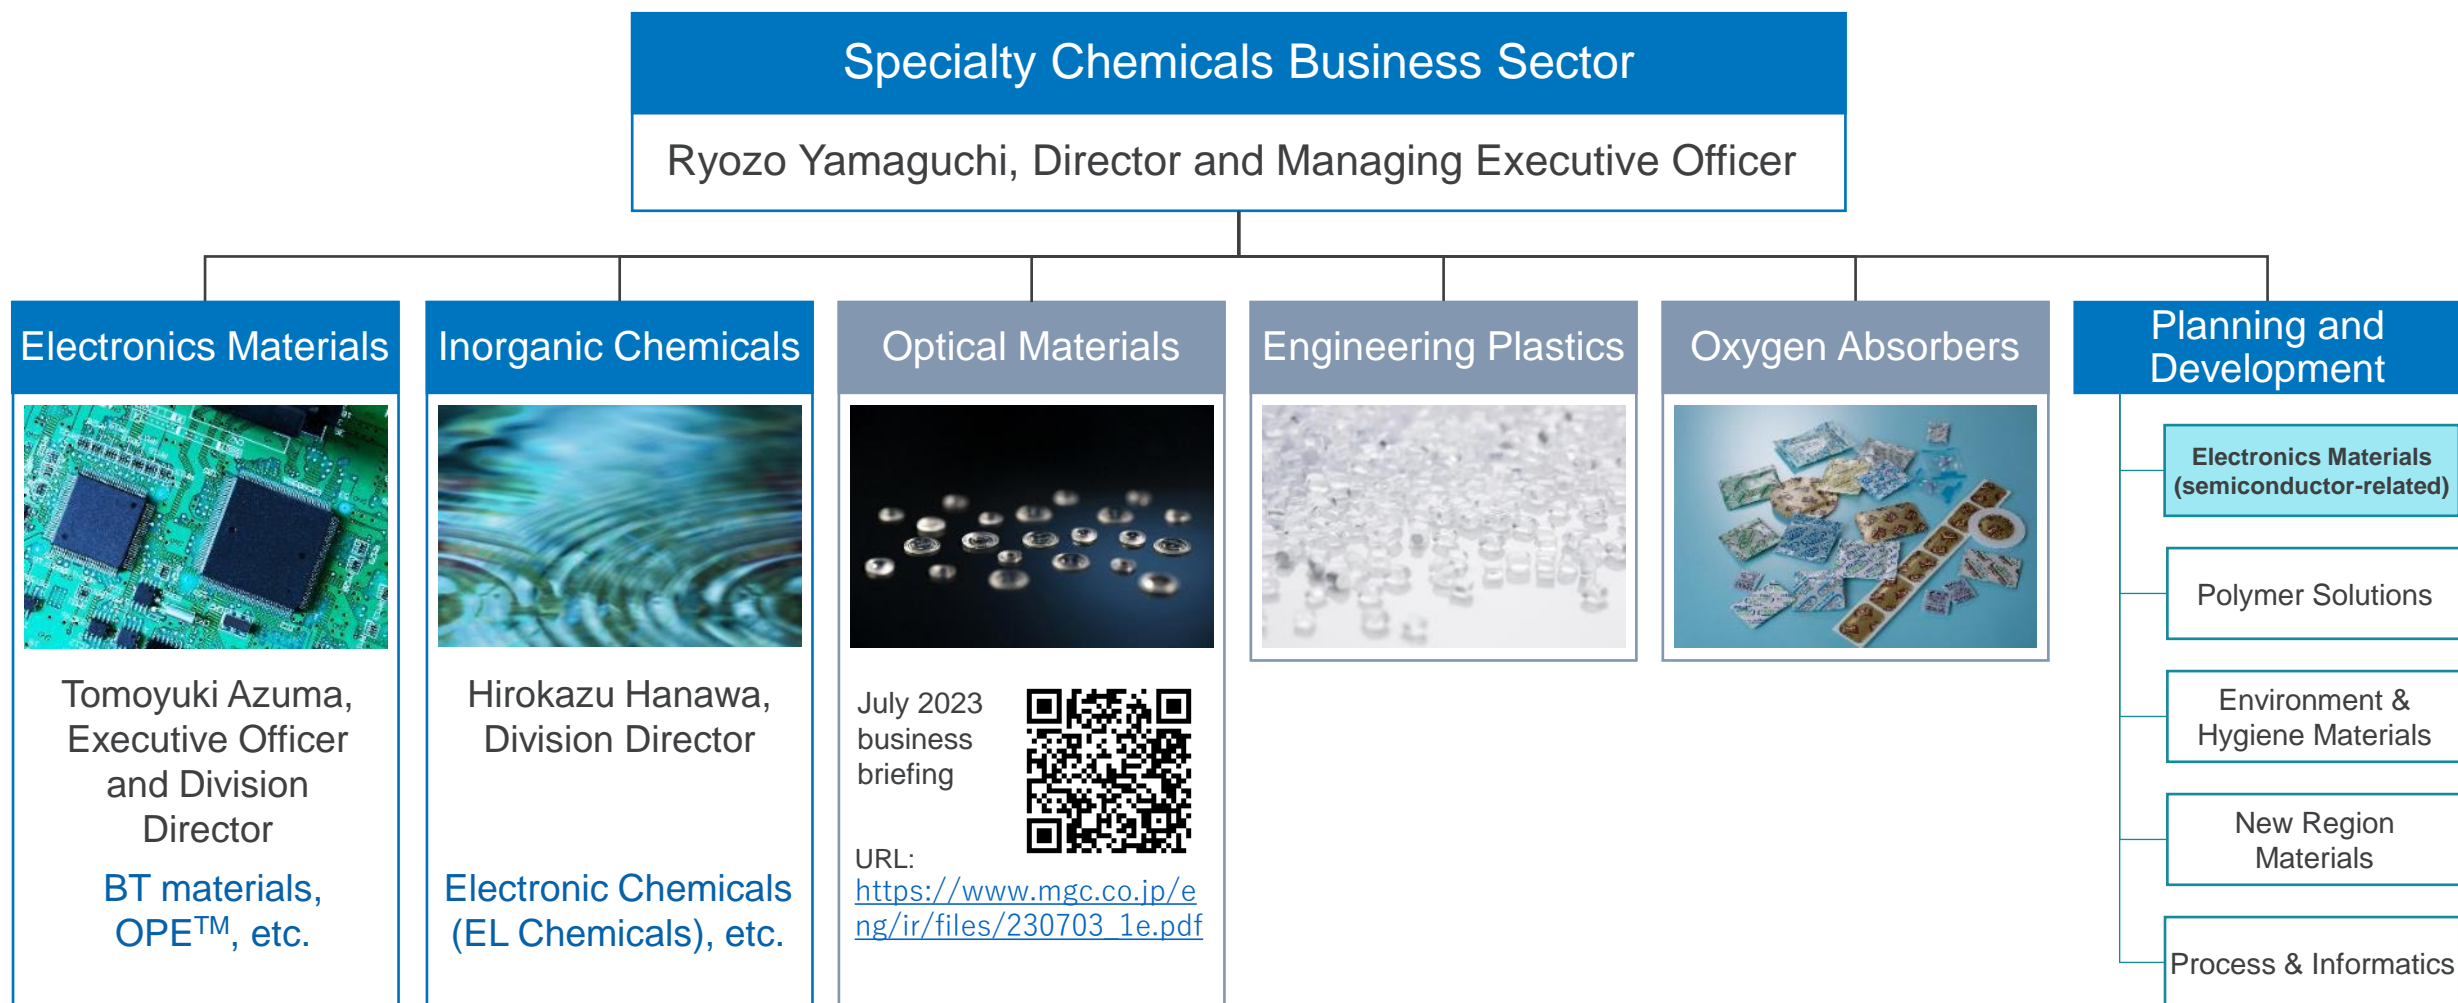 Specialty Chemicals Business Sector
Ryozo Yamaguchi, Director and Managing Executive Officer
Electronics Materials
Tomoyuki Azuma,
Executive Officer
and Division
Director
BT materials,
OPE™, etc.
Inorganic Chemicals
Hirokazu Hanawa,
Division Director
Electronic Chemicals
(EL Chemicals), etc.
Optical Materials
July 2023
business
briefing
URL:
https://www.mgc.co.jp/e
ng/ir/files/230703_1e.pdf
Engineering Plastics
Oxygen Absorbers
Planning and
Development
Electronics Materials
(semiconductor-related)
Polymer Solutions
Environment &
Hygiene Materials
New Region
Materials
Process & Informatics